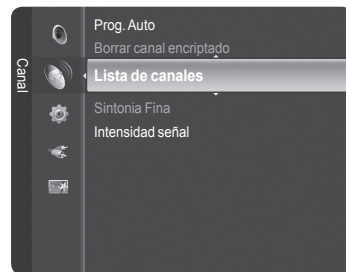 Canal
Prog. Auto
Borrar canal encriptado
Lista de canales
Sintonia Fina
Intensidad señal